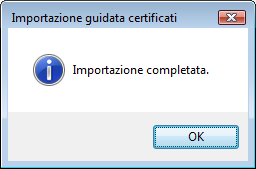 Importazione guidata certificati
Importazione completata.
OK